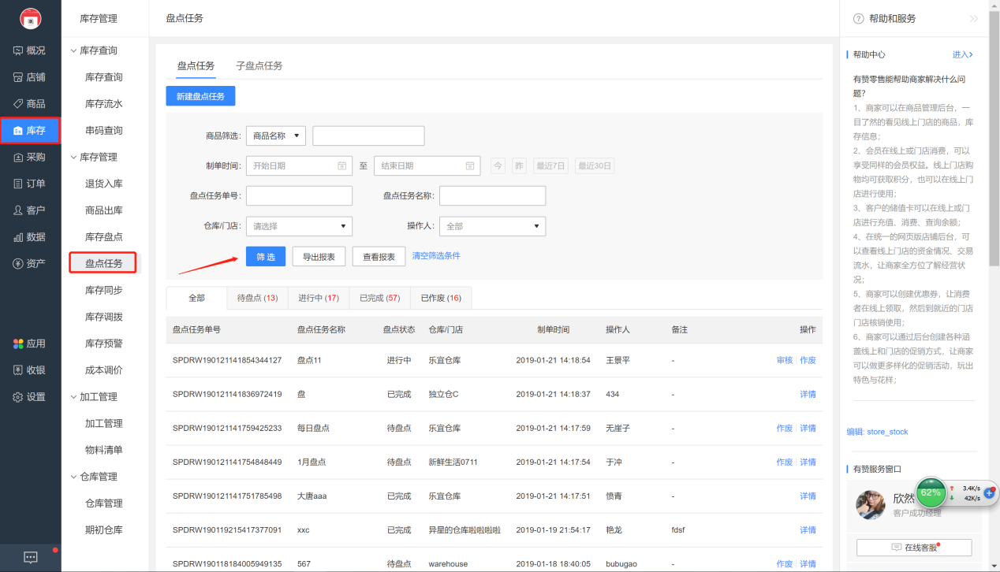 库存管理
盘点任务
帮助和服务
概况
店铺
商品
库存
采购
订单
客户
数据
资产
应用
收银
设置
库存查询
库存查询
库存流水
串码查询
库存管理
退货入库
商品出库
库存盘点
盘点任务
库存同步
库存调拨
库存预警
成本调价
加工管理
加工管理
物料清单
仓库管理
仓库管理
期初仓库
盘点任务 子盘点任务
新建盘点任务
商品筛选: 商品名称
制单时间: 开始日期 至 结束日期 今 昨 最近7日 最近30日
盘点任务单号: 盘点任务名称:
仓库/门店: 请选择 操作人: 全部
筛选 导出报表 查看报表 清空筛选条件
全部 待盘点 (13) 进行中 (17) 已完成 (57) 已作废 (16)
盘点任务单号 盘点任务名称 盘点状态 仓库/门店 制单时间 操作人 备注 操作
SPDRW190121141854344127 盘点11 进行中 乐宜仓库 2019-01-21 14:18:54 王景平 - 审核 作废
SPDRW190121141836972419 盘 已完成 独立仓C 2019-01-21 14:18:37 434 - 详情
SPDRW190121141759425233 每日盘点 待盘点 乐宜仓库 2019-01-21 14:17:59 无崖子 - 作废 详情
SPDRW190121141754848449 1月盘点 待盘点 新鲜生活0711 2019-01-21 14:17:54 于冲 - 作废 详情
SPDRW190121141751785498 大唐aaa 已完成 乐宜仓库 2019-01-21 14:17:51 愤青 - 详情
SPDRW190119215417377091 xxc 已完成 异星的仓库啦啦啦啦 2019-01-19 21:54:17 艳龙 fdsf 详情
SPDRW190118184005949135 567 待盘点 warehouse 2019-01-18 18:40:05 bubugao - 作废 详情
帮助中心 进入
有赞零售能帮助商家解决什么问
题?
1、商家可以在商品管理后台，一
目了然的看见线上门店的商品，库
存信息；
2、会员在线上或门店消费，可以
享受同样的会员权益。线上门店购
物均可获取积分，也可以在线上门
店进行使用；
3、客户的储值卡可以在线上或门
店进行充值、消费、查询余额；
4、在统一的网页版店铺后台，可
以查看线上门店的资金情况、交易
流水，让商家全方位了解经营状
况；
5、商家可以创建优惠券，让消费
者在线上领取，然后到就近的门店
门店核销使用；
6、商家可以通过后台创建各种涵
盖线上和门店的促销方式，让商家
可以做更多样化的促销活动，玩出
特色与花样；
编辑: store_stock
有赞服务窗口
欣然
客户成功经理
62%
3.4K/s
42K/s
在线客服